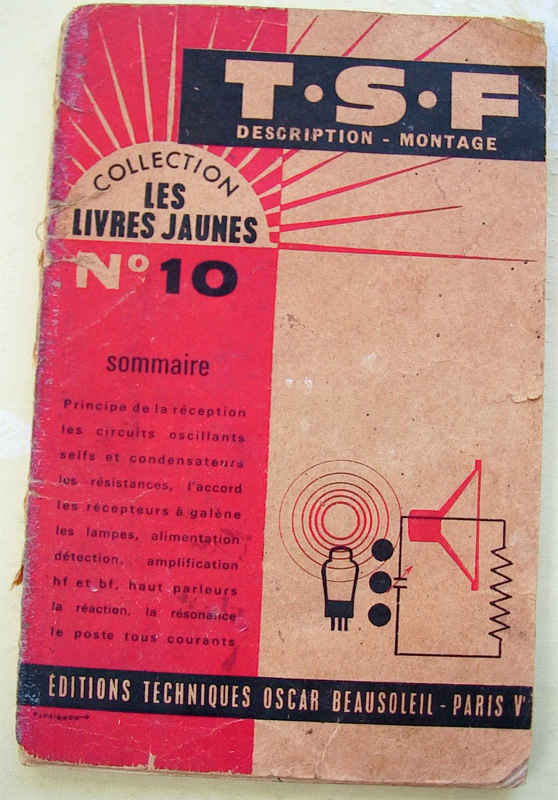 T·S·F
DESCRIPTION - MONTAGE
COLLECTION
LES
LIVRES JAUNES
Nº 10
sommaire
Principe de la réception
les circuits oscillants
selfs et condensateurs
les résistances, l'accord
les récepteurs à galène
les lampes, alimentation
détection, amplification
hf et bf, haut parleurs
la réaction, la résonance
le poste tous courants
ÉDITIONS TECHNIQUES OSCAR BEAUSOLEIL - PARIS Vᵉ